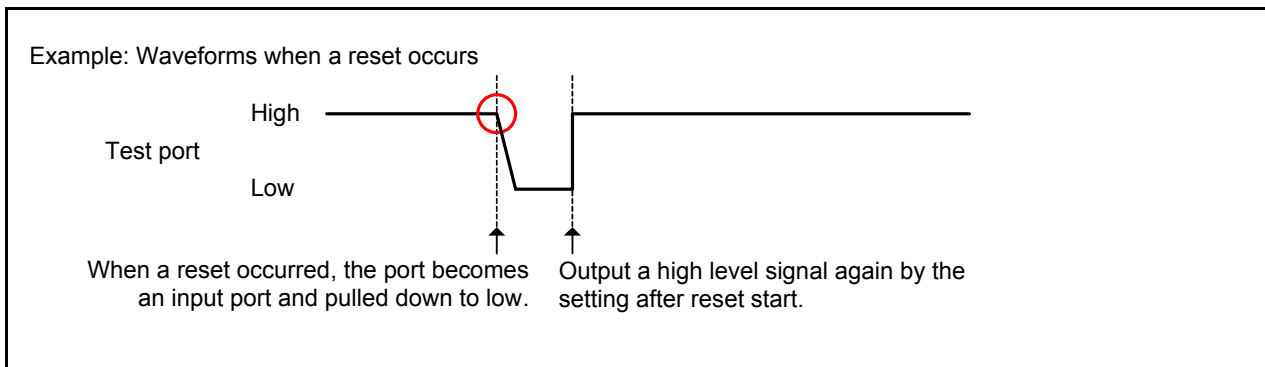 Example: Waveforms when a reset occurs
High
Test port
Low
When a reset occurred, the port becomes
an input port and pulled down to low.
Output a high level signal again by the
setting after reset start.